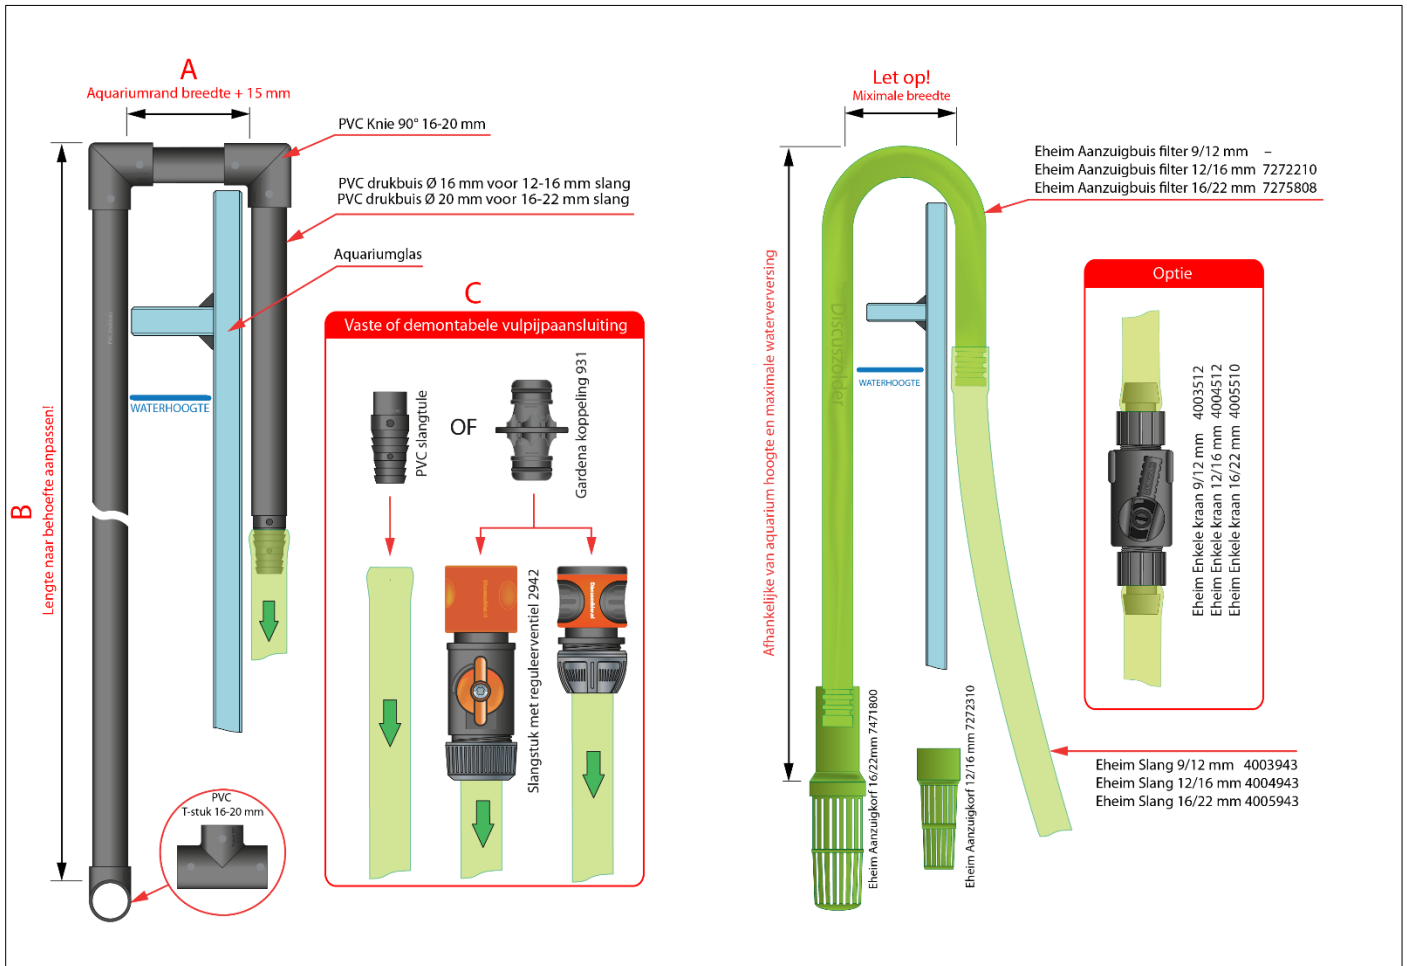 A
Aquariumrand breedte + 15 mm
PVC Knie 90° 16-20 mm
PVC drukbuis Ø 16 mm voor 12-16 mm slang
PVC drukbuis Ø 20 mm voor 16-22 mm slang
Aquariumglas
WATERHOOGTE
B
Lengte naar behoefte aanpassen!
PVC
T-stuk 16-20 mm
C
Vaste of demontabele vulpijpaansluiting
PVC slangtule
OF
Gardena koppeling 931
Slangstuk met reguleerventiel 2942
Let op!
Miximale breedte
Eheim Aanzuigbuis filter 9/12 mm –
Eheim Aanzuigbuis filter 12/16 mm 7272210
Eheim Aanzuigbuis filter 16/22 mm 7275808
Discuszolder
WATERHOOGTE
Afhankelijke van aquarium hoogte en maximale waterverversing
Eheim Aanzuigkorf 16/22mm 7471800
Eheim Aanzuigkorf 12/16 mm 7272310
Optie
Eheim Enkele kraan 9/12 mm 4003512
Eheim Enkele kraan 12/16 mm 4004512
Eheim Enkele kraan 16/22 mm 4005510
Eheim Slang 9/12 mm 4003943
Eheim Slang 12/16 mm 4004943
Eheim Slang 16/22 mm 4005943